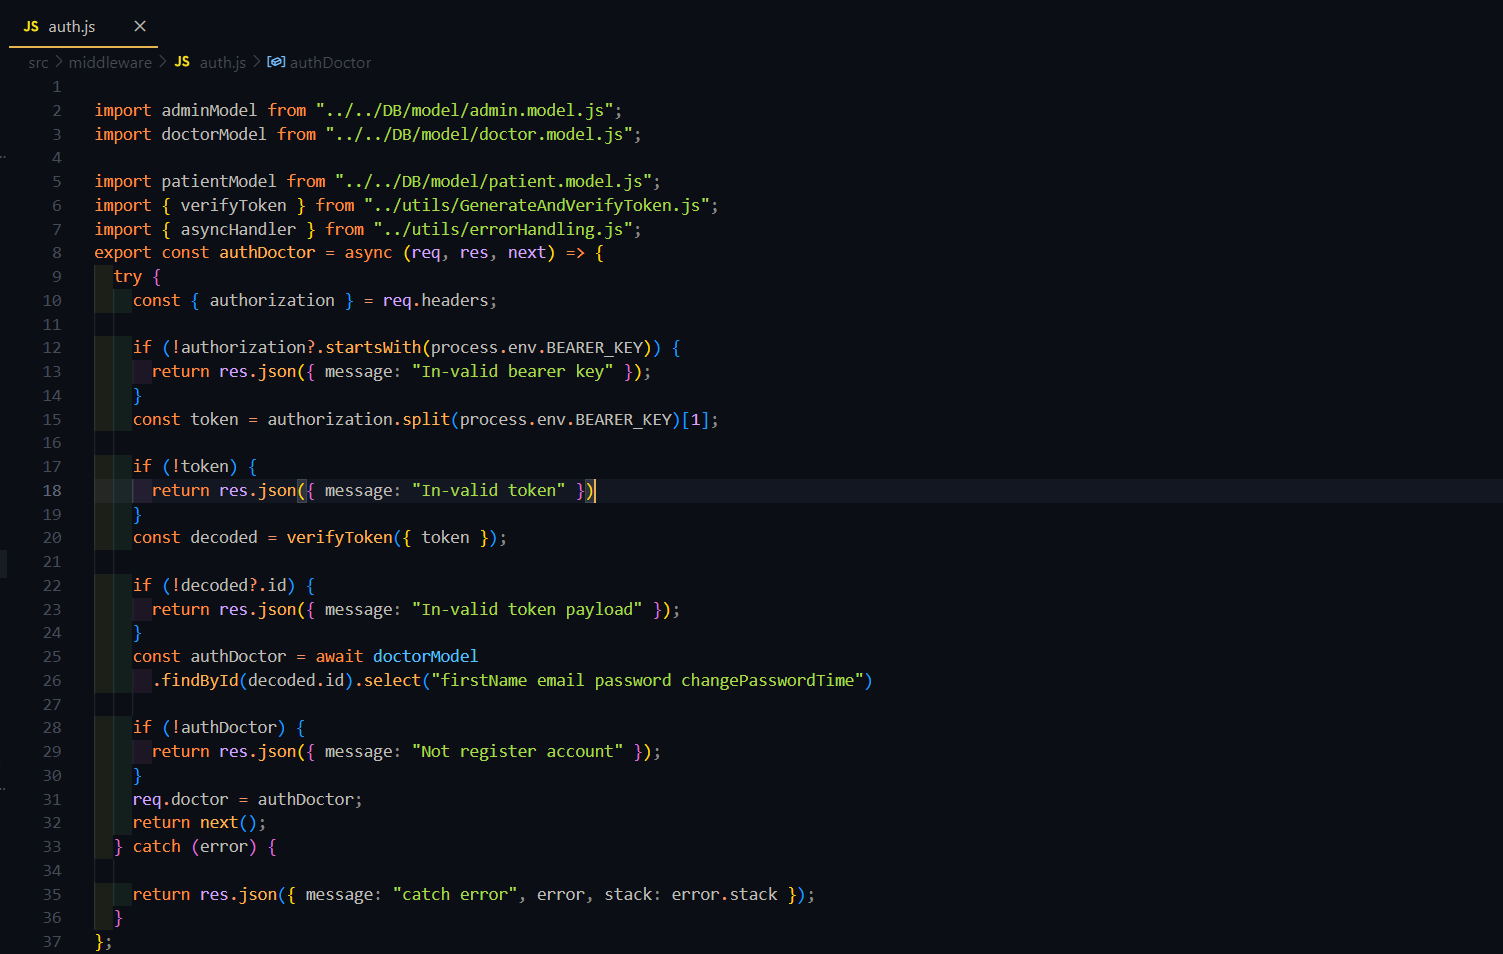 JS auth.js ×
src > middleware > JS auth.js > authDoctor
1
2 import adminModel from "../../DB/model/admin.model.js";
3 import doctorModel from "../../DB/model/doctor.model.js";
4
5 import patientModel from "../../DB/model/patient.model.js";
6 import { verifyToken } from "../utils/GenerateAndVerifyToken.js";
7 import { asyncHandler } from "../utils/errorHandling.js";
8 export const authDoctor = async (req, res, next) => {
9   try {
10     const { authorization } = req.headers;
11
12     if (!authorization?.startsWith(process.env.BEARER_KEY)) {
13       return res.json({ message: "In-valid bearer key" });
14     }
15     const token = authorization.split(process.env.BEARER_KEY)[1];
16
17     if (!token) {
18       return res.json({ message: "In-valid token" })
19     }
20     const decoded = verifyToken({ token });
21
22     if (!decoded?.id) {
23       return res.json({ message: "In-valid token payload" });
24     }
25     const authDoctor = await doctorModel
26       .findById(decoded.id).select("firstName email password changePasswordTime")
27
28     if (!authDoctor) {
29       return res.json({ message: "Not register account" });
30     }
31     req.doctor = authDoctor;
32     return next();
33   } catch (error) {
34
35     return res.json({ message: "catch error", error, stack: error.stack });
36   }
37 };